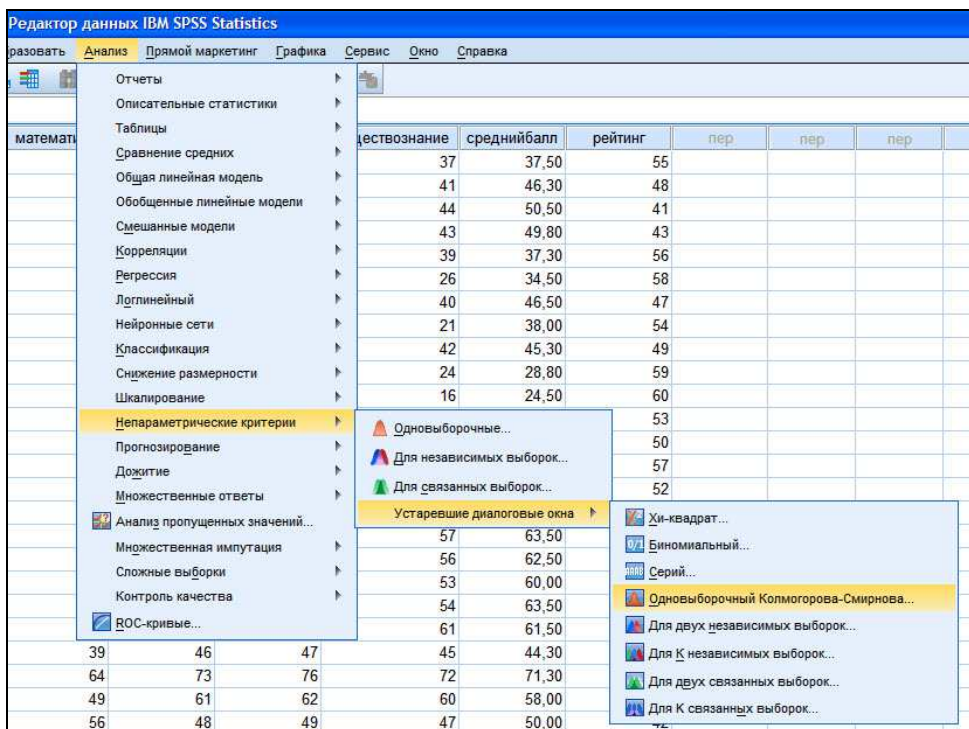 Редактор данных IBM SPSS Statistics
разовать Анализ Прямой маркетинг Графика Сервис Окно Справка
Отчеты
Описательные статистики
Таблицы
Сравнение средних
Общая линейная модель
Обобщенные линейные модели
Смешанные модели
Корреляции
Регрессия
Логлинейный
Нейронные сети
Классификация
Снижение размерности
Шкалирование
Непараметрические критерии
Прогнозирование
Дожитие
Множественные ответы
Анализ пропущенных значений...
Множественная импутация
Сложные выборки
Контроль качества
ROC-кривые...
Одновыборочные...
Для независимых выборок...
Для связанных выборок...
Устаревшие диалоговые окна
Хи-квадрат...
Биномиальный...
Серий...
Одновыборочный Колмогорова-Смирнова...
Для двух независимых выборок...
Для К независимых выборок...
Для двух связанных выборок...
Для К связанных выборок...
математи ществознание среднийбалл рейтинг пер пер пер
37 37,50 55
41 46,30 48
44 50,50 41
43 49,80 43
39 37,30 56
26 34,50 58
40 46,50 47
21 38,00 54
42 45,30 49
24 28,80 59
16 24,50 60
53
50
57
52
57 63,50
56 62,50
53 60,00
54 63,50
61 61,50
39 46 47 45 44,30
64 73 76 72 71,30
49 61 62 60 58,00
56 48 49 47 50,00